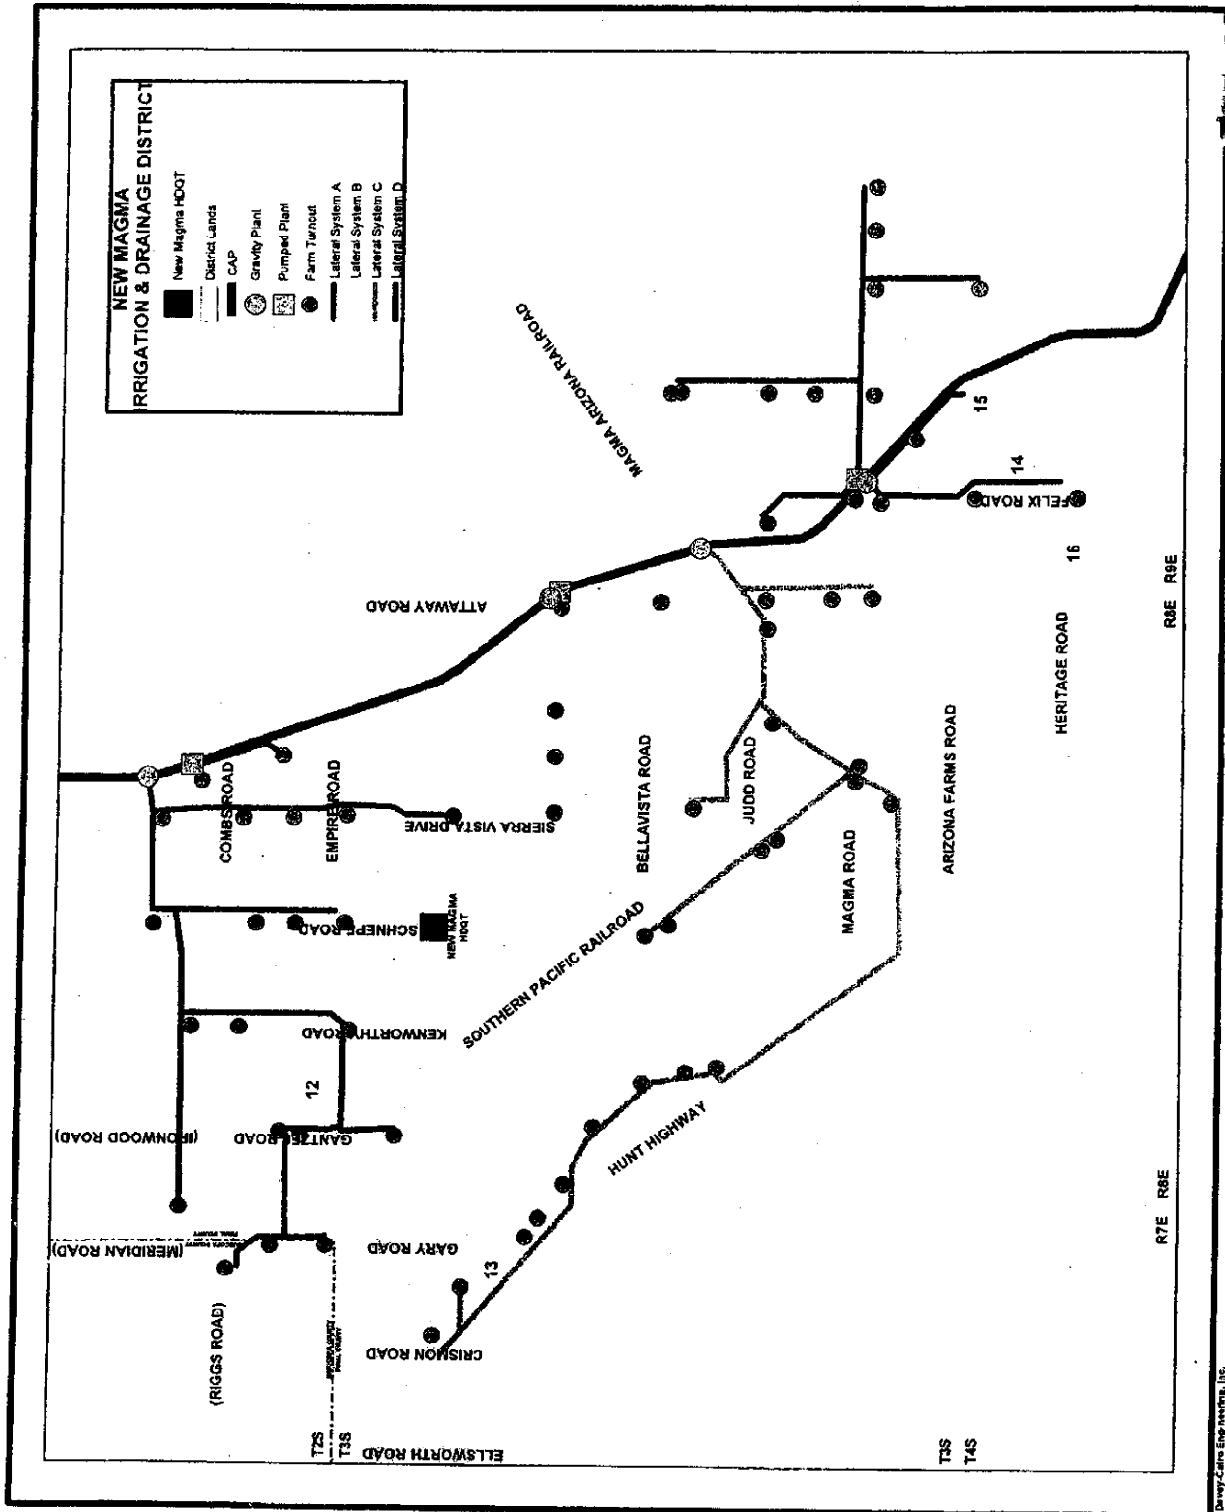 NEW MAGMA
IRRIGATION & DRAINAGE DISTRICT
New Magma HDQT
District Lands
CAP
Gravity Plant
Pumped Plant
Farm Turnout
Lateral System A
Lateral System B
Lateral System C
Lateral System D
MAGMA ARIZONA RAILROAD
15
14
FELIX ROAD
16
R8E R9E
ATTAWAY ROAD
HERITAGE ROAD
COMBS ROAD
EMPIRE ROAD
SIERRA VISTA DRIVE
BELLAVISTA ROAD
JUDD ROAD
MAGMA ROAD
ARIZONA FARMS ROAD
SCHNEPF ROAD
NEW MAGMA
HDQT
SOUTHERN PACIFIC RAILROAD
KENWORTHY ROAD
12
(IRONWOOD ROAD)
GANTZEL ROAD
HUNT HIGHWAY
(MERIDIAN ROAD)
GARY ROAD
13
R7E R8E
(RIGGS ROAD)
CRISMON ROAD
T2S
T3S
ELLSWORTH ROAD
T3S
T4S